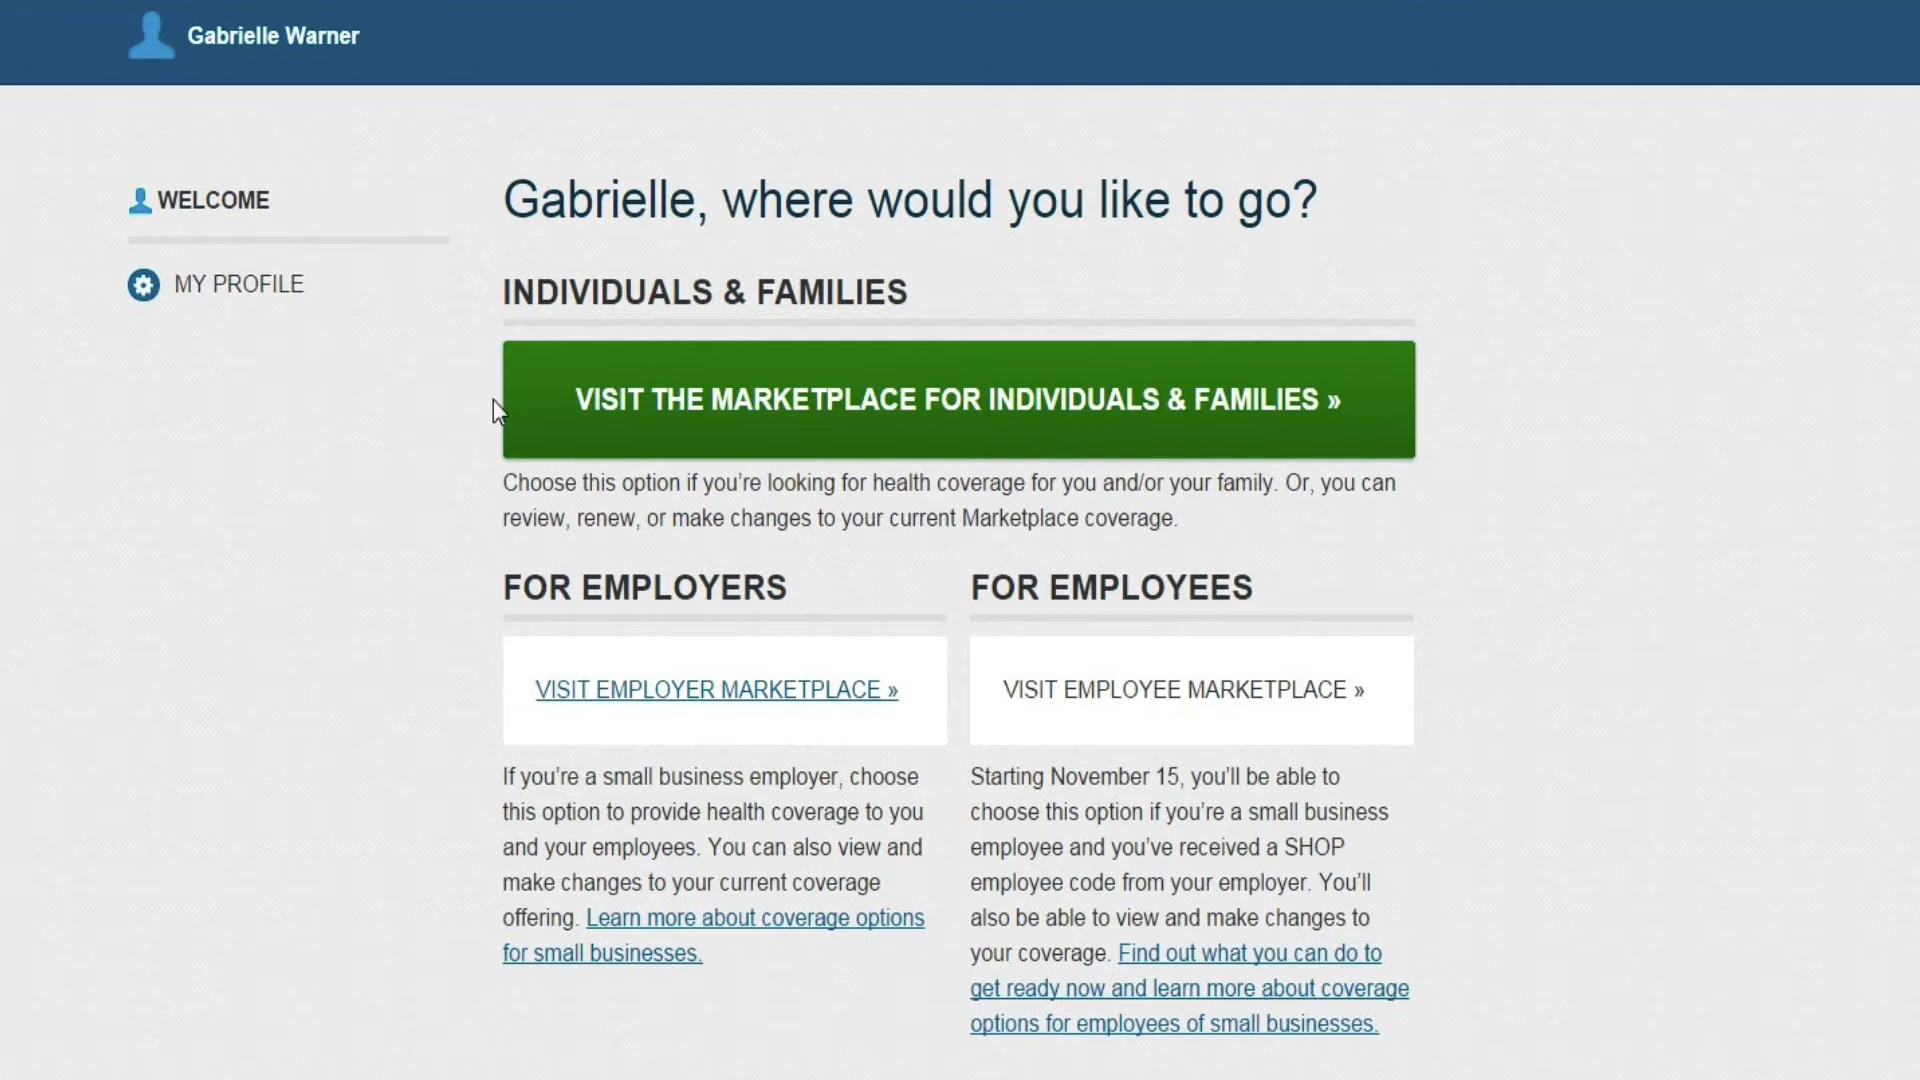 Gabrielle Warner
WELCOME
MY PROFILE
Gabrielle, where would you like to go?
INDIVIDUALS & FAMILIES
VISIT THE MARKETPLACE FOR INDIVIDUALS & FAMILIES »
Choose this option if you’re looking for health coverage for you and/or your family. Or, you can
review, renew, or make changes to your current Marketplace coverage.
FOR EMPLOYERS
VISIT EMPLOYER MARKETPLACE »
If you’re a small business employer, choose
this option to provide health coverage to you
and your employees. You can also view and
make changes to your current coverage
offering. Learn more about coverage options
for small businesses.
FOR EMPLOYEES
VISIT EMPLOYEE MARKETPLACE »
Starting November 15, you’ll be able to
choose this option if you’re a small business
employee and you’ve received a SHOP
employee code from your employer. You’ll
also be able to view and make changes to
your coverage. Find out what you can do to
get ready now and learn more about coverage
options for employees of small businesses.